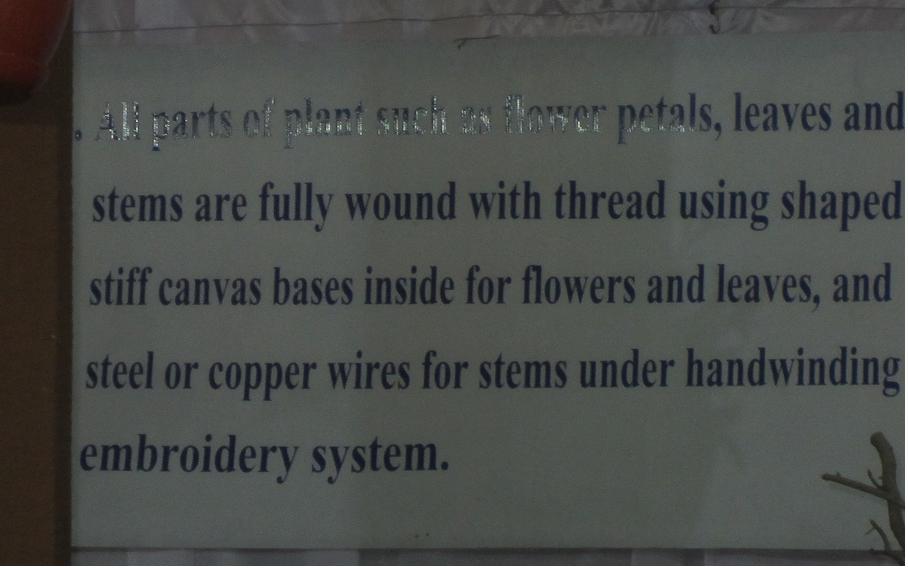 . All parts of plant such as flower petals, leaves and
stems are fully wound with thread using shaped
stiff canvas bases inside for flowers and leaves, and
steel or copper wires for stems under handwinding
embroidery system.